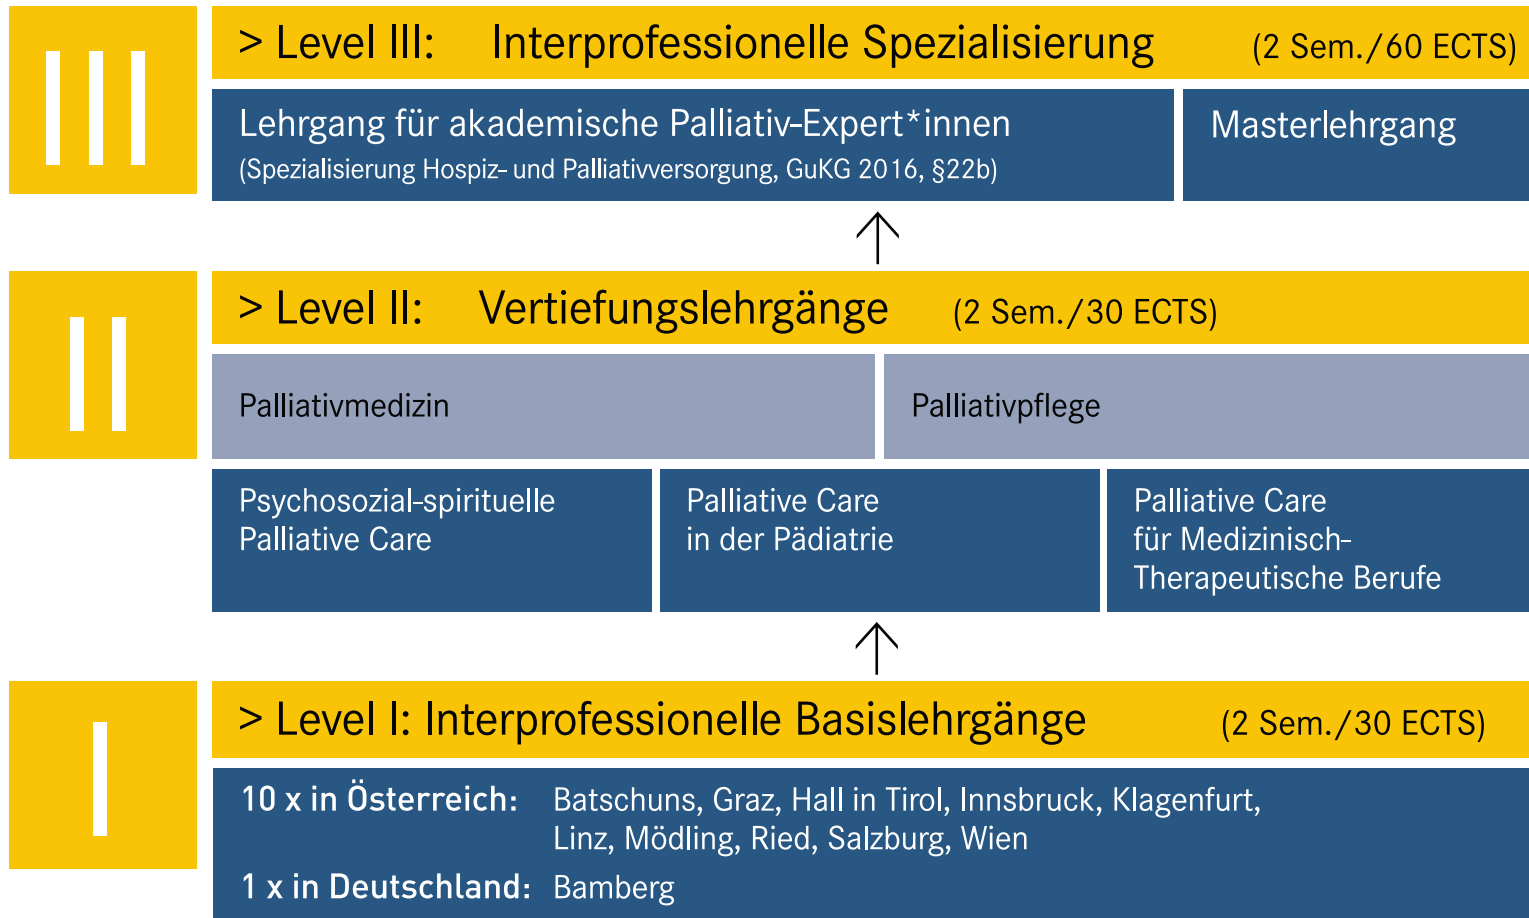 III
> Level III: Interprofessionelle Spezialisierung (2 Sem./60 ECTS)
Lehrgang für akademische Palliativ-Expert*innen
(Spezialisierung Hospiz- und Palliativversorgung, GuKG 2016, §22b)
Masterlehrgang
II
> Level II: Vertiefungslehrgänge (2 Sem./30 ECTS)
Palliativmedizin
Palliativpflege
Psychosozial-spirituelle
Palliative Care
Palliative Care
in der Pädiatrie
Palliative Care
für Medizinisch-
Therapeutische Berufe
I
> Level I: Interprofessionelle Basislehrgänge (2 Sem./30 ECTS)
10 x in Österreich: Batschuns, Graz, Hall in Tirol, Innsbruck, Klagenfurt,
Linz, Mödling, Ried, Salzburg, Wien
1 x in Deutschland: Bamberg